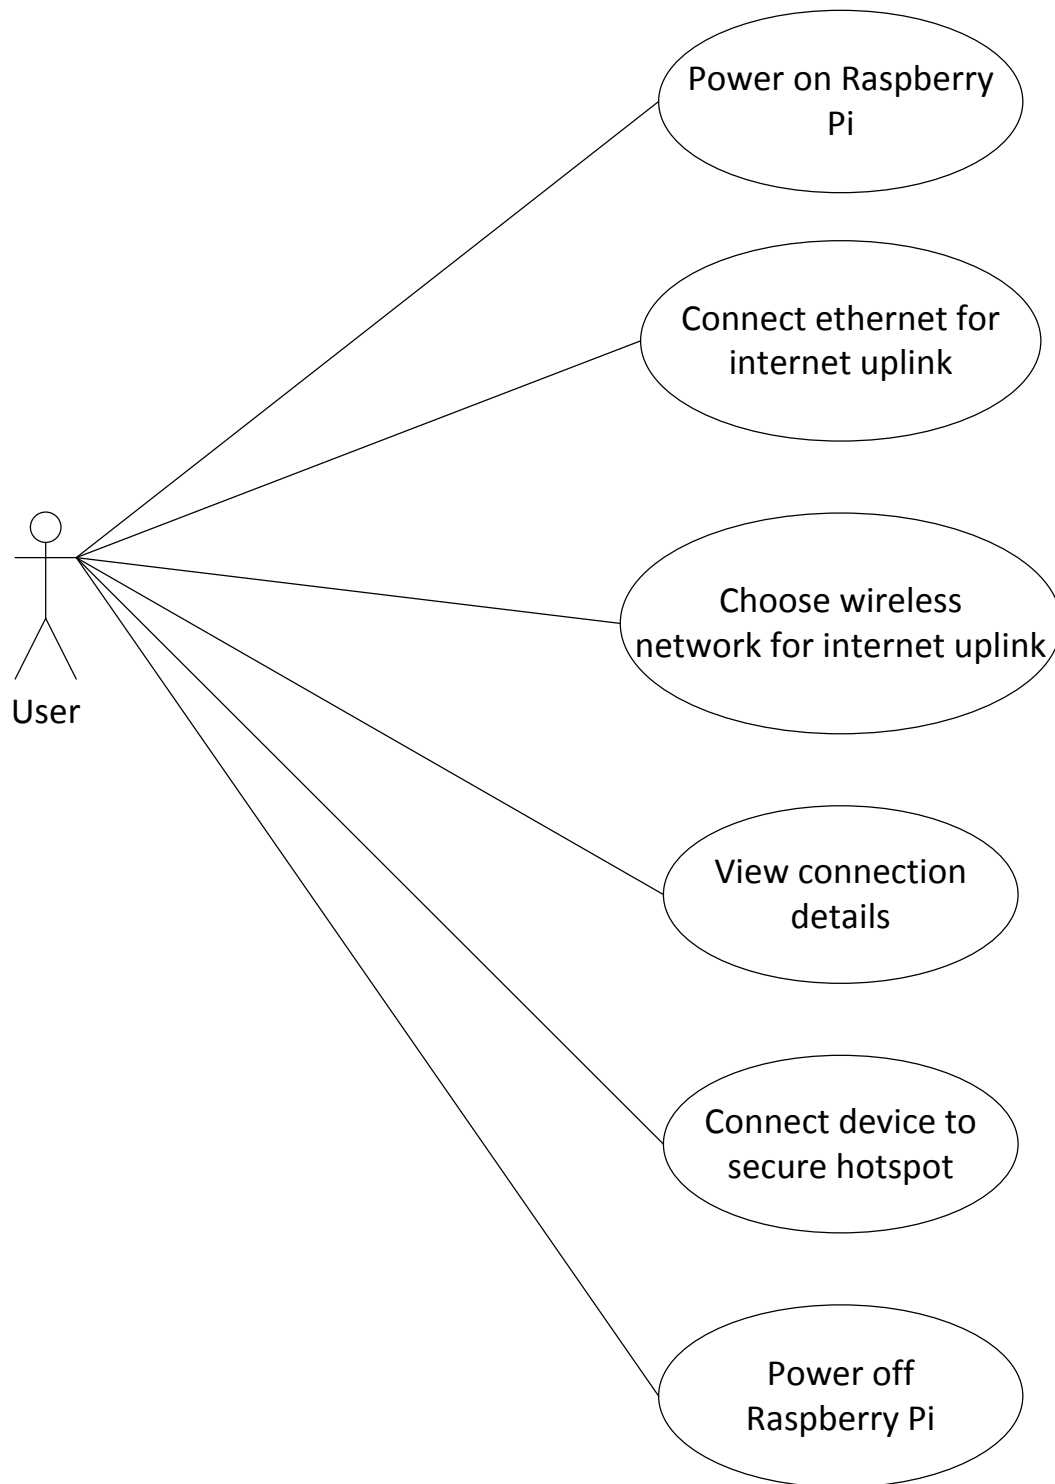 Power on Raspberry
Pi
Connect ethernet for
internet uplink
Choose wireless
network for internet uplink
User
View connection
details
Connect device to
secure hotspot
Power off
Raspberry Pi